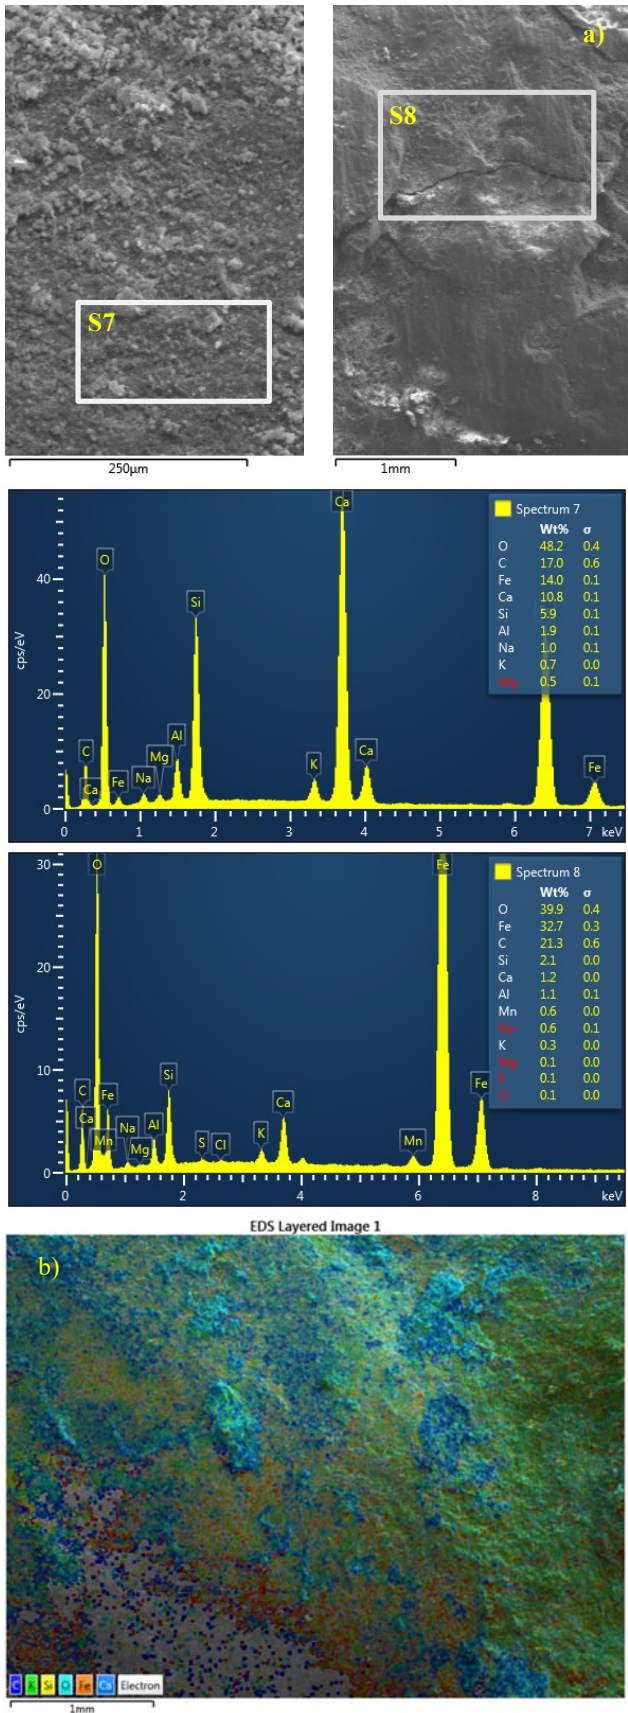 a)
S8
S7
250µm
1mm
Ca
Spectrum 7
Wt% σ
O 48.2 0.4
C 17.0 0.6
Fe 14.0 0.1
Ca 10.8 0.1
Si 5.9 0.1
Al 1.9 0.1
Na 1.0 0.1
K 0.7 0.0
Mg 0.5 0.1
cps/eV
40
20
0
O
Si
C
Ca
Fe
Na
Mg
Al
K
Ca
Fe
0 1 2 3 4 5 6 7 keV
O
Fe
Spectrum 8
Wt% σ
O 39.9 0.4
Fe 32.7 0.3
C 21.3 0.6
Si 2.1 0.0
Ca 1.2 0.0
Al 1.1 0.1
Mn 0.6 0.0
Na 0.6 0.1
K 0.3 0.0
Mg 0.1 0.0
S 0.1 0.0
Cl 0.1 0.0
cps/eV
30
20
10
0
C
Ca
Fe
Mn
Na
Mg
Al
Si
S
Cl
K
Ca
Mn
Fe
0 2 4 6 8 keV
EDS Layered Image 1
b)
C K Si O Fe Ca Electron
1mm